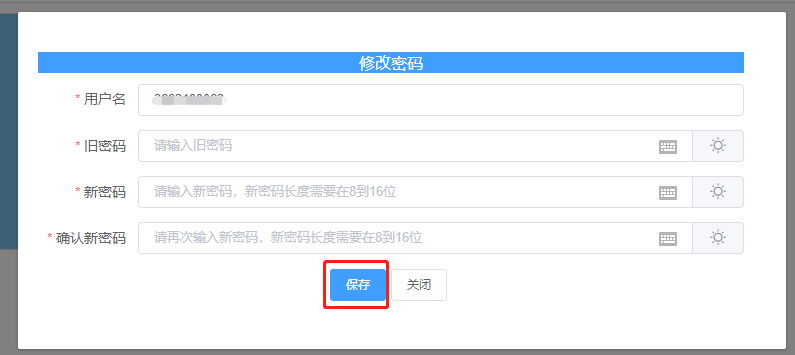 修改密码
* 用户名
* 旧密码 请输入旧密码
* 新密码 请输入新密码，新密码长度需要在8到16位
* 确认新密码 请再次输入新密码，新密码长度需要在8到16位
保存 关闭